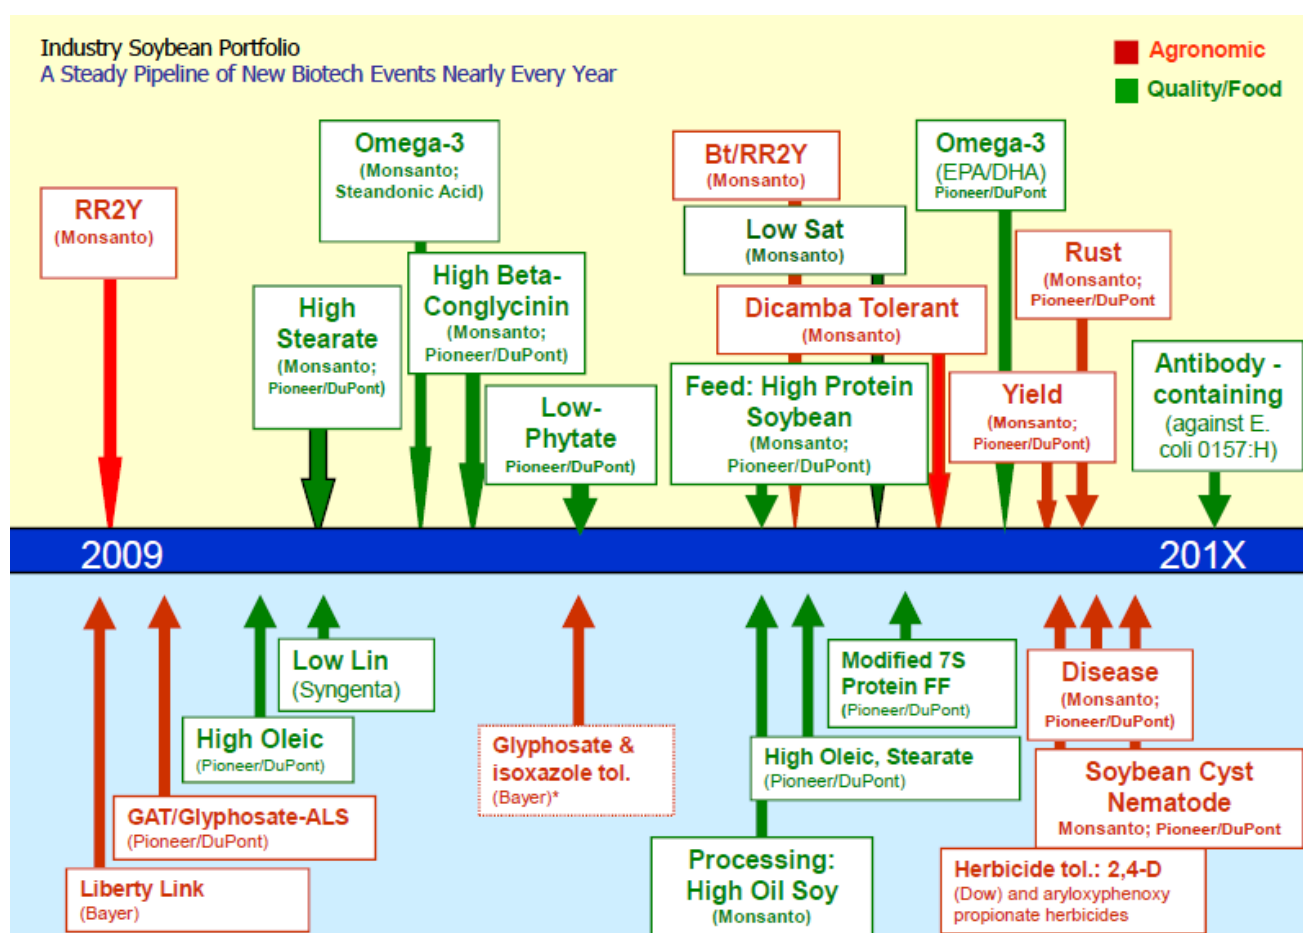 Industry Soybean Portfolio
A Steady Pipeline of New Biotech Events Nearly Every Year
Agronomic
Quality/Food
RR2Y
(Monsanto)
High
Stearate
(Monsanto;
Pioneer/DuPont)
Omega-3
(Monsanto;
Steandonic Acid)
High Beta-
Conglycinin
(Monsanto;
Pioneer/DuPont)
Low-
Phytate
Pioneer/DuPont)
Bt/RR2Y
(Monsanto)
Low Sat
(Monsanto)
Dicamba Tolerant
(Monsanto)
Feed: High Protein
Soybean
(Monsanto;
Pioneer/DuPont)
Omega-3
(EPA/DHA)
Pioneer/DuPont
Rust
(Monsanto;
Pioneer/DuPont
Yield
(Monsanto;
Pioneer/DuPont)
Antibody -
containing
(against E.
coli 0157:H)
2009
201X
Low Lin
(Syngenta)
High Oleic
(Pioneer/DuPont)
GAT/Glyphosate-ALS
(Pioneer/DuPont)
Liberty Link
(Bayer)
Glyphosate &
isoxazole tol.
(Bayer)*
Modified 7S
Protein FF
(Pioneer/DuPont)
High Oleic, Stearate
(Pioneer/DuPont)
Processing:
High Oil Soy
(Monsanto)
Disease
(Monsanto;
Pioneer/DuPont)
Soybean Cyst
Nematode
Monsanto; Pioneer/DuPont
Herbicide tol.: 2,4-D
(Dow) and aryloxyphenoxy
propionate herbicides